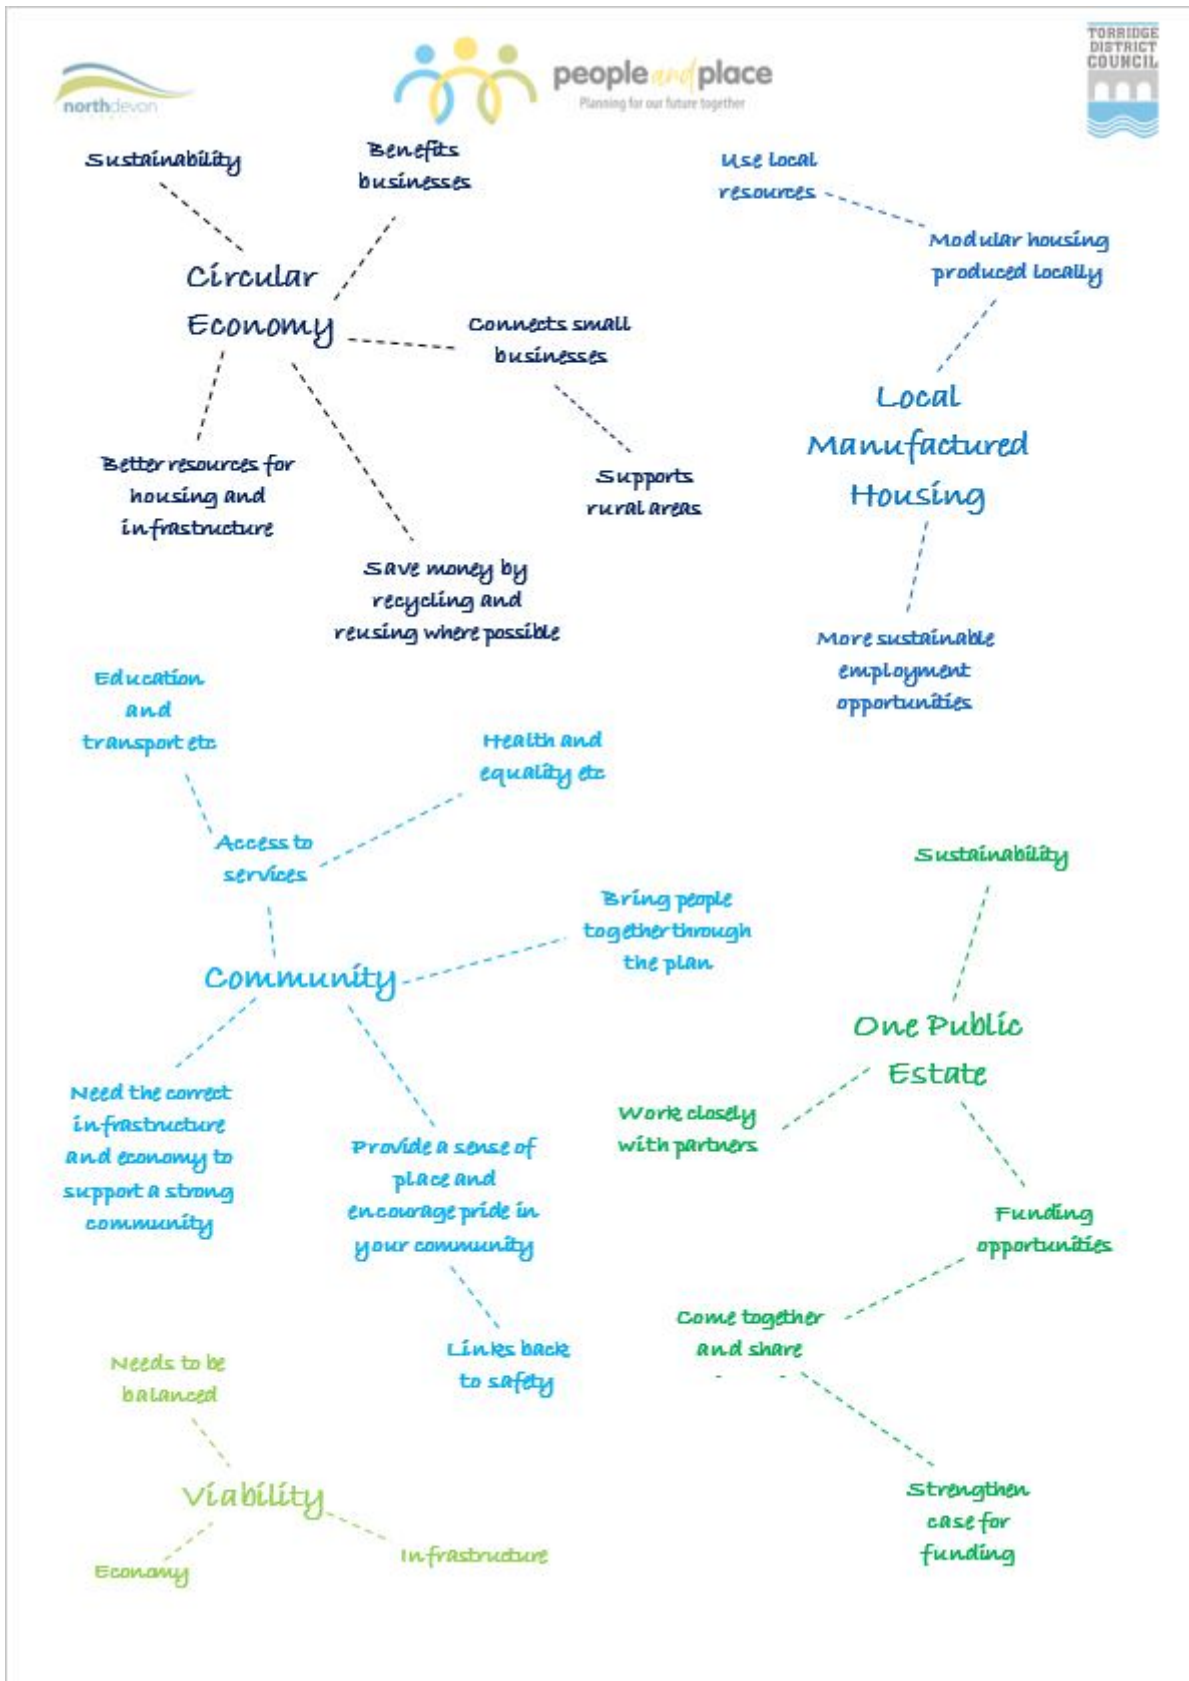 northdevon
people and place
Planning for our future together
TORRIDGE
DISTRICT
COUNCIL
Sustainability
Benefits
businesses
Circular
Economy
Connects small
businesses
Supports
rural areas
Better resources for
housing and
infrastructure
Save money by
recycling and
reusing where possible
Use local
resources
Modular housing
produced locally
Local
Manufactured
Housing
More sustainable
employment
opportunities
Education
and
transport etc
Health and
equality etc
Access to
services
Community
Bring people
together through
the plan
Need the correct
infrastructure
and economy to
support a strong
community
Provide a sense of
place and
encourage pride in
your community
Links back
to safety
Sustainability
One Public
Estate
Work closely
with partners
Funding
opportunities
Come together
and share
Strengthen
case for
funding
Needs to be
balanced
Viability
Economy
Infrastructure